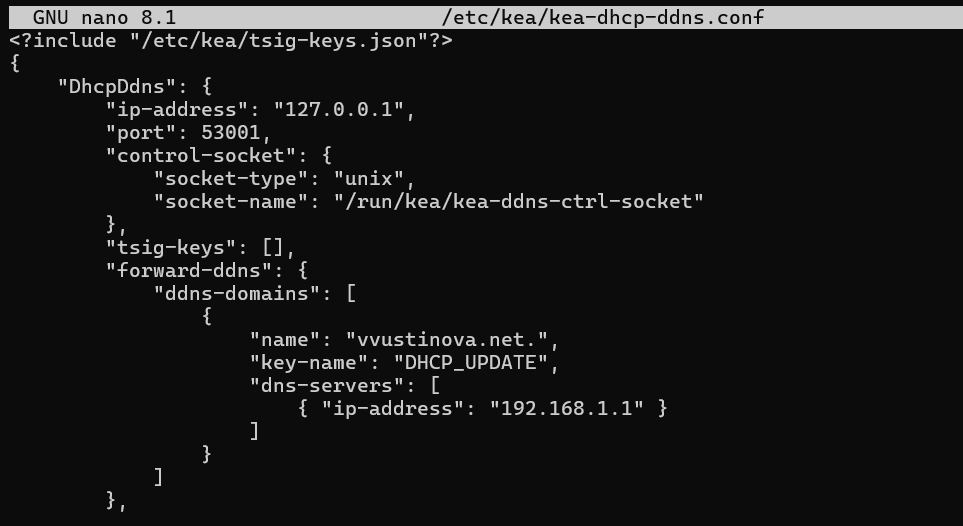 GNU nano 8.1 /etc/kea/kea-dhcp-ddns.conf
<?include "/etc/kea/tsig-keys.json"?>
{
    "DhcpDdns": {
        "ip-address": "127.0.0.1",
        "port": 53001,
        "control-socket": {
            "socket-type": "unix",
            "socket-name": "/run/kea/kea-ddns-ctrl-socket"
        },
        "tsig-keys": [],
        "forward-ddns": {
            "ddns-domains": [
                {
                    "name": "vvustinova.net.",
                    "key-name": "DHCP_UPDATE",
                    "dns-servers": [
                        { "ip-address": "192.168.1.1" }
                    ]
                }
            ]
        },